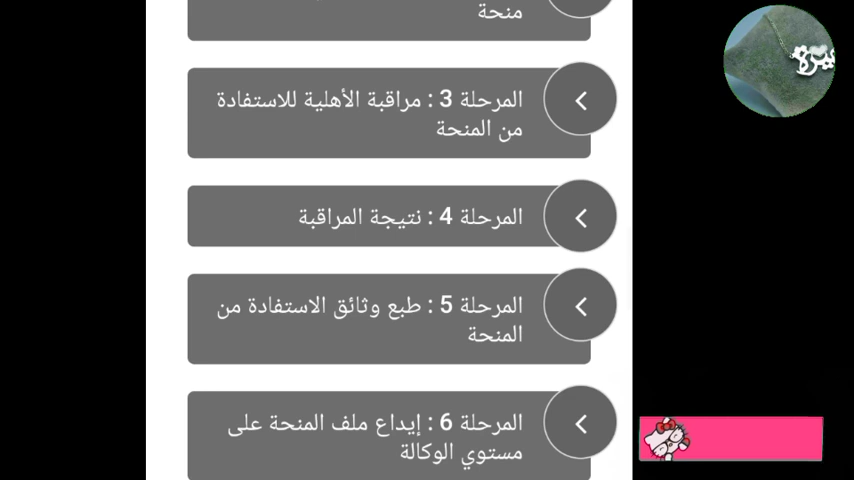 منحة
المرحلة 3 : مراقبة الأهلية للاستفادة
من المنحة
المرحلة 4 : نتيجة المراقبة
المرحلة 5 : طبع وثائق الاستفادة من
المنحة
المرحلة 6 : إيداع ملف المنحة على
مستوي الوكالة